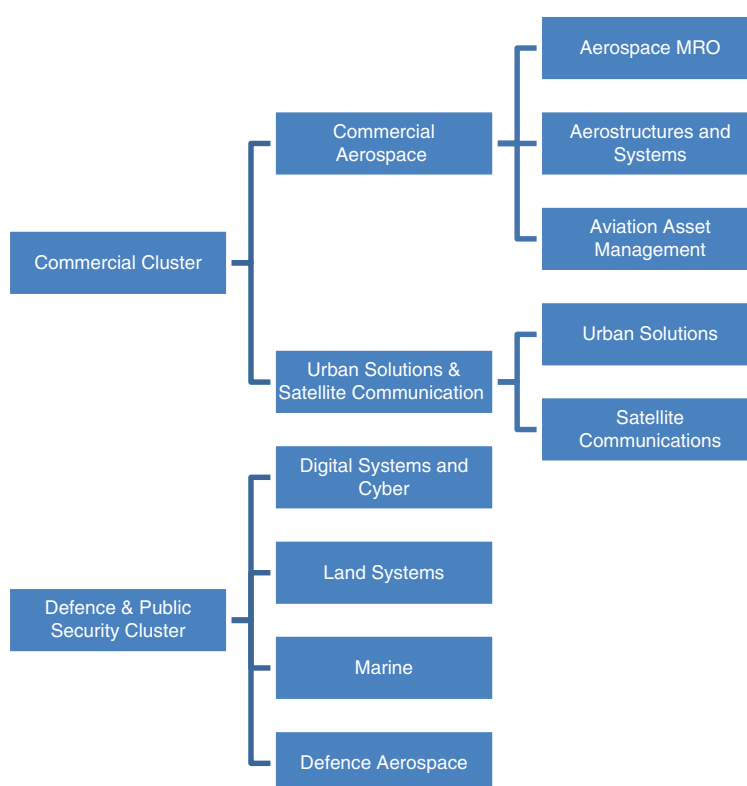 Aerospace MRO
Commercial
Aerospace
Aerostructures and
Systems
Aviation Asset
Management
Commercial Cluster
Urban Solutions
Urban Solutions &
Satellite Communication
Satellite
Communications
Digital Systems and
Cyber
Land Systems
Defence & Public
Security Cluster
Marine
Defence Aerospace